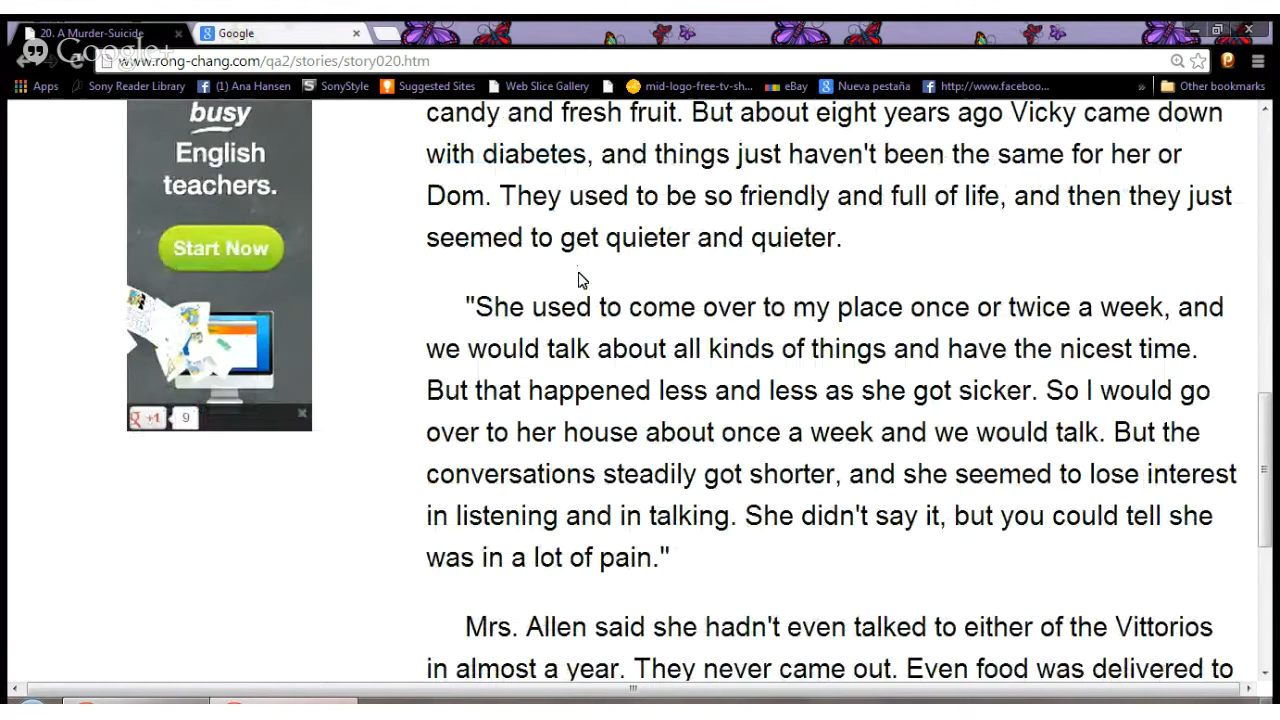 20. A Murder-Suicide
Google
Google+
www.rong-chang.com/qa2/stories/story020.htm
Apps
Sony Reader Library
(1) Ana Hansen
SonyStyle
Suggested Sites
Web Slice Gallery
mid-logo-free-tv-sh...
eBay
Nueva pestaña
http://www.faceboo...
»
Other bookmarks
busy
English
teachers.
Start Now
+1
9
candy and fresh fruit. But about eight years ago Vicky came down
with diabetes, and things just haven't been the same for her or
Dom. They used to be so friendly and full of life, and then they just
seemed to get quieter and quieter.
"She used to come over to my place once or twice a week, and
we would talk about all kinds of things and have the nicest time.
But that happened less and less as she got sicker. So I would go
over to her house about once a week and we would talk. But the
conversations steadily got shorter, and she seemed to lose interest
in listening and in talking. She didn't say it, but you could tell she
was in a lot of pain."
Mrs. Allen said she hadn't even talked to either of the Vittorios
in almost a year. They never came out. Even food was delivered to